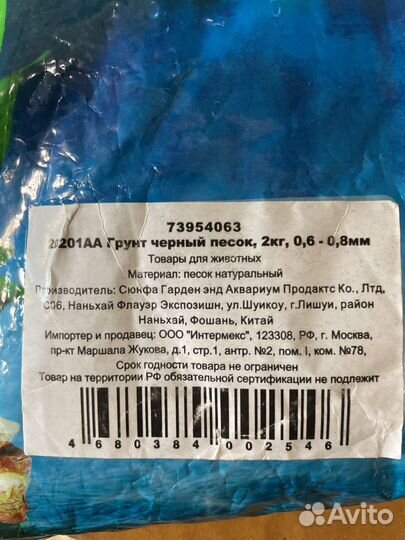 73954063
20201АА Грунт черный песок, 2кг, 0,6 - 0,8мм
Товары для животных
Материал: песок натуральный
Производитель: Сюнфа Гарден энд Аквариум Продактс Ко., Лтд,
С36, Наньхай Флауэр Экспозишн, ул.Шуикоу, г.Лишуи, район
Наньхай, Фошань, Китай
Импортер и продавец: ООО "Интермекс", 123308, РФ, г. Москва,
пр-кт Маршала Жукова, д.1, стр.1, антр. №2, пом. I, ком. №78,
Срок годности товара не ограничен
Товар на территории РФ обязательной сертификации не подлежит
4 680384 002546
Avito